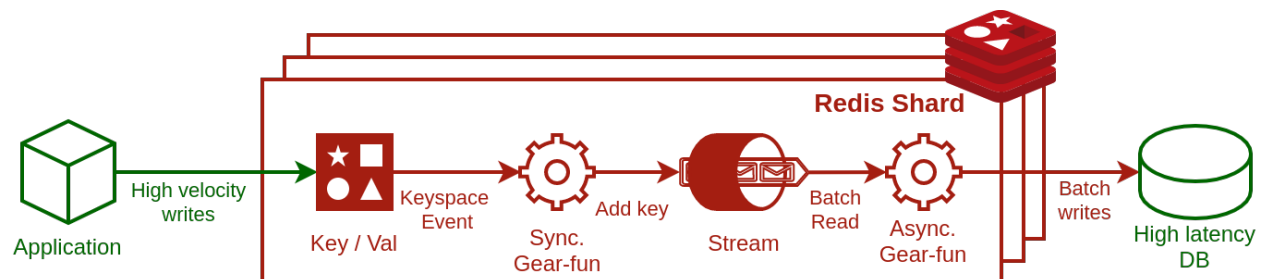 Redis Shard
High velocity
writes
Keyspace
Event
Add key
Batch
Read
Batch
writes
Application
Key / Val
Sync.
Gear-fun
Stream
Async.
Gear-fun
High latency
DB